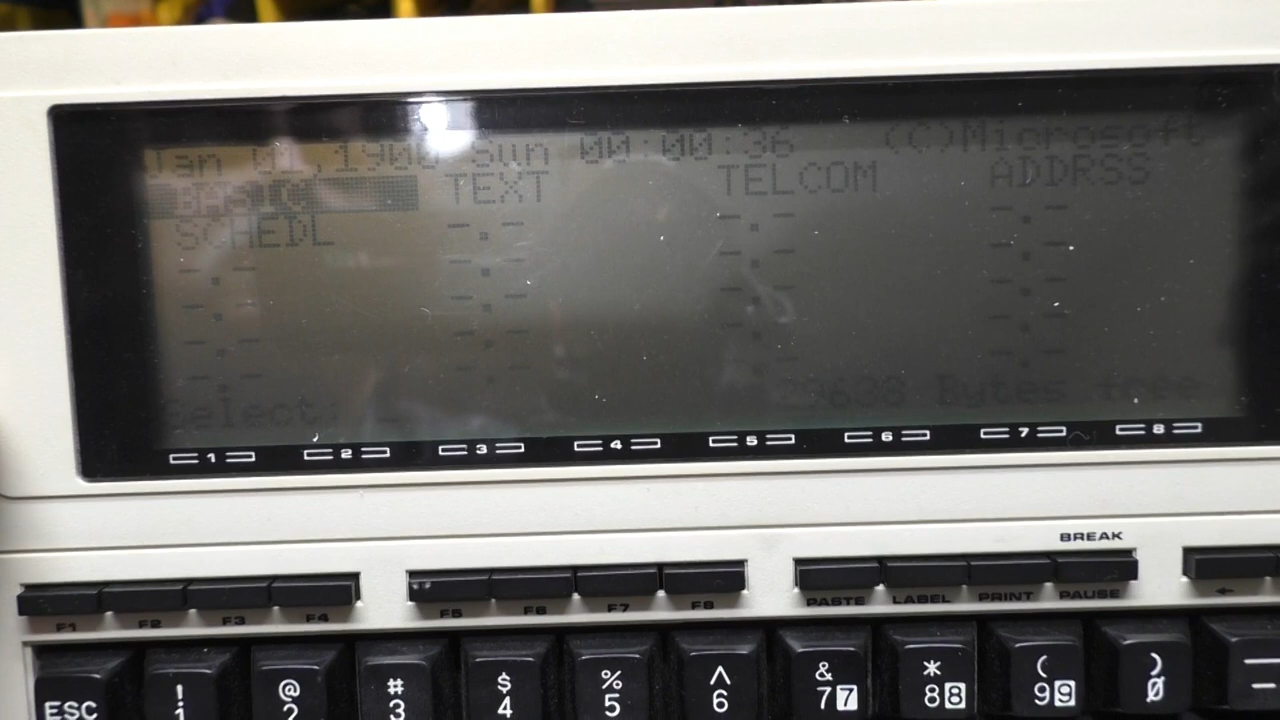 Jan 01,1900 Sun 00:00:36 (C)Microsoft
BASIC TEXT TELCOM ADDRSS
SCHEDL -.- -.- -.-
-.- -.- -.- -.-
-.- -.- -.- -.-
-.- -.- -.- -.-
Select: _ Bytes free
1 2 3 4 5 6 7 8
BREAK
PASTE LABEL PRINT PAUSE ←
F1 F2 F3 F4 F5 F6 F7 F8
ESC ! 1 @ 2 # 3 $ 4 % 5 ^ 6 & 7 7 * 8 8 ( 9 9 ) 0 _ -